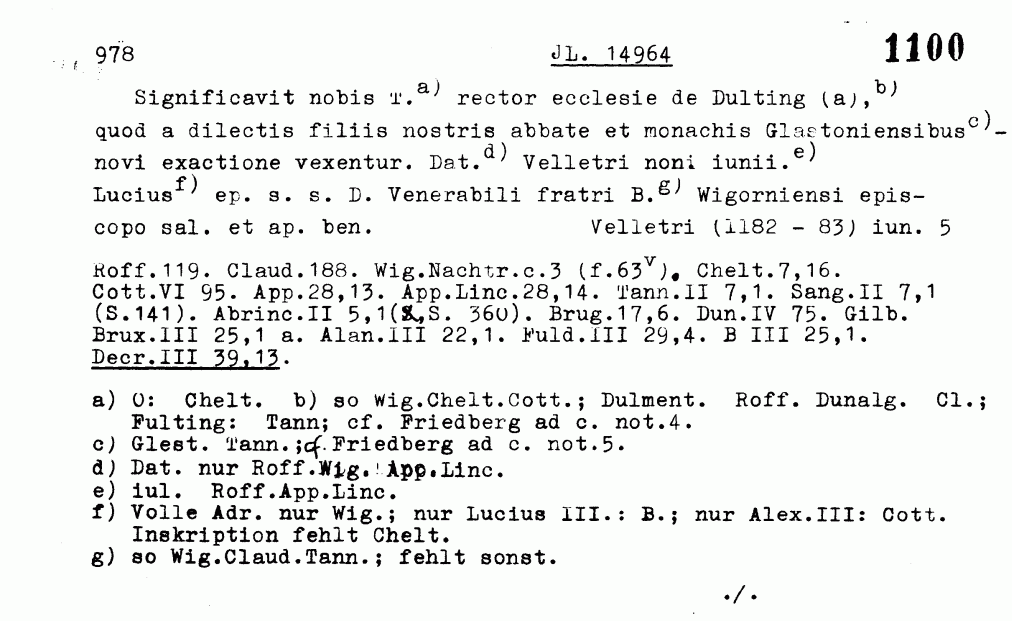 978 JL. 14964 1100
Significavit nobis T.a) rector ecclesie de Dulting (a),b)
quod a dilectis filiis nostris abbate et monachis Glastoniensibusc)-
novi exactione vexentur. Dat.d) Velletri noni iunii.e)
Luciusf) ep. s. s. D. Venerabili fratri B.g) Wigorniensi epis-
copo sal. et ap. ben. Velletri (1182 - 83) iun. 5
Roff.119. Claud.188. Wig.Nachtr.c.3 (f.63v). Chelt.7,16.
Cott.VI 95. App.28,13. App.Linc.28,14. Tann.II 7,1. Sang.II 7,1
(S.141). Abrinc.II 5,1( S. 360). Brug.17,6. Dun.IV 75. Gilb.
Brux.III 25,1 a. Alan.III 22,1. Fuld.III 29,4. B III 25,1.
Decr.III 39,13.
a) O: Chelt. b) so Wig.Chelt.Cott.; Dulment. Roff. Dunalg. Cl.;
Fulting: Tann; cf. Friedberg ad c. not.4.
c) Glest. Tann.;cf.Friedberg ad c. not.5.
d) Dat. nur Roff.Wig. App.Linc.
e) iul. Roff.App.Linc.
f) Volle Adr. nur Wig.; nur Lucius III.: B.; nur Alex.III: Cott.
Inskription fehlt Chelt.
g) so Wig.Claud.Tann.; fehlt sonst.
./.